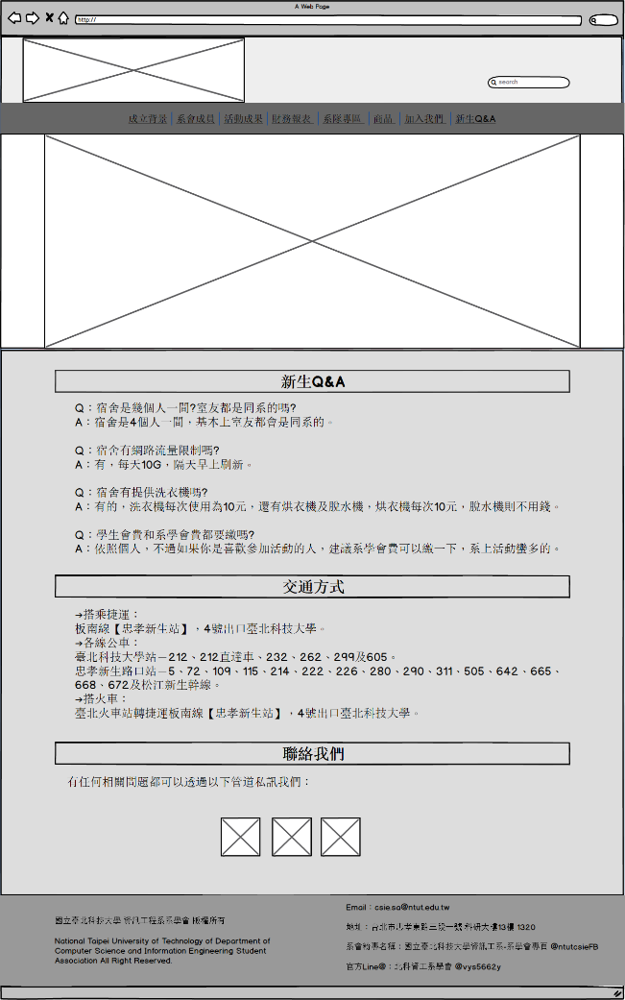 A Web Page
http://
search
成立背景 系會成員 活動成果 財務報表 系隊專區 商品 加入我們 新生Q&A
新生Q&A
Q：宿舍是幾個人一間?室友都是同系的嗎?
A：宿舍是4個人一間，基本上室友都會是同系的。
Q：宿舍有網路流量限制嗎?
A：有，每天10G，隔天早上刷新。
Q：宿舍有提供洗衣機嗎?
A：有的，洗衣機每次使用為10元，還有烘衣機及脫水機，烘衣機每次10元，脫水機則不用錢。
Q：學生會費和系學會費都要繳嗎?
A：依照個人，不過如果你是喜歡參加活動的人，建議系學會費可以繳一下，系上活動蠻多的。
交通方式
→搭乘捷運：
板南線【忠孝新生站】，4號出口臺北科技大學。
→各線公車：
臺北科技大學站－212、212直達車、232、262、299及605。
忠孝新生路口站－5、72、109、115、214、222、226、280、290、311、505、642、665、
668、672及松江新生幹線。
→搭火車：
臺北火車站轉捷運板南線【忠孝新生站】，4號出口臺北科技大學。
聯絡我們
有任何相關問題都可以透過以下管道私訊我們：
國立臺北科技大學 資訊工程系系學會 版權所有
National Taipei University of Technology of Department of
Computer Science and Information Engineering Student
Association All Right Reserved.
Email：csie.sa@ntut.edu.tw
地址：台北市忠孝東路三段一號 科研大樓13樓 1320
系會粉專名稱：國立臺北科技大學資訊工系-系學會專頁 @ntutcsieFB
官方Line@：北科資工系學會 @vys5662y